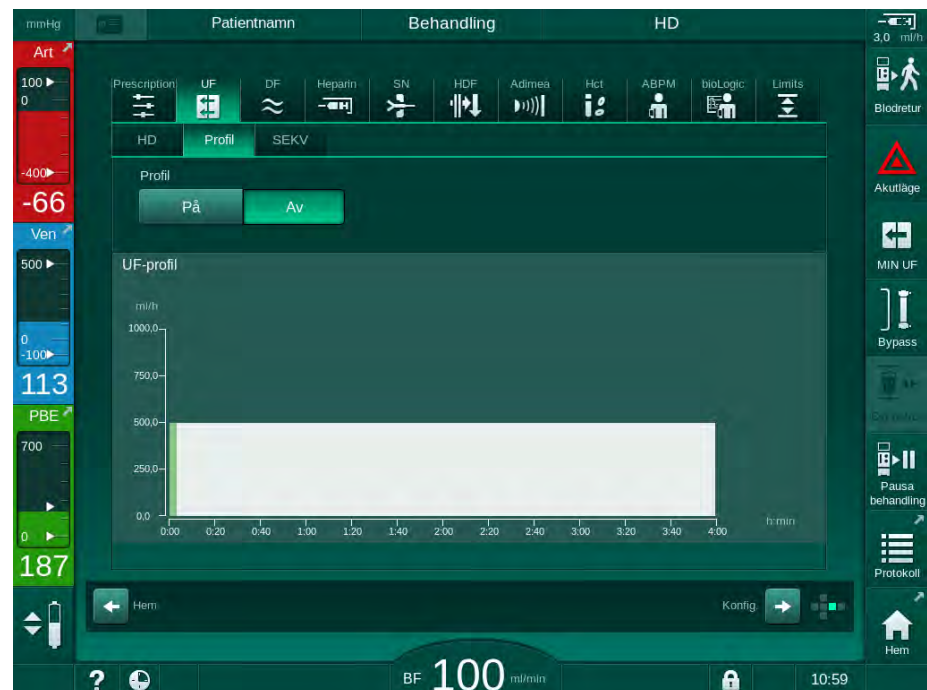 mmHg Patientnamn Behandling HD 3,0 ml/h
Art
100
0
-400
-66
Ven
500
0
-100
113
PBE
700
0
187
Prescription UF DF Heparin SN HDF Adimea Hct ABPM bioLogic Limits
HD Profil SEKV
Profil
På Av
UF-profil
ml/h
1000,0
750,0
500,0
250,0
0,0
0:00 0:20 0:40 1:00 1:20 1:40 2:00 2:20 2:40 3:00 3:20 3:40 4:00 h:min
Hem Konfig.
Blodretur
Akutläge
MIN UF
Bypass
Pausa
behandling
Protokoll
Hem
? BF 100 ml/min 10:59